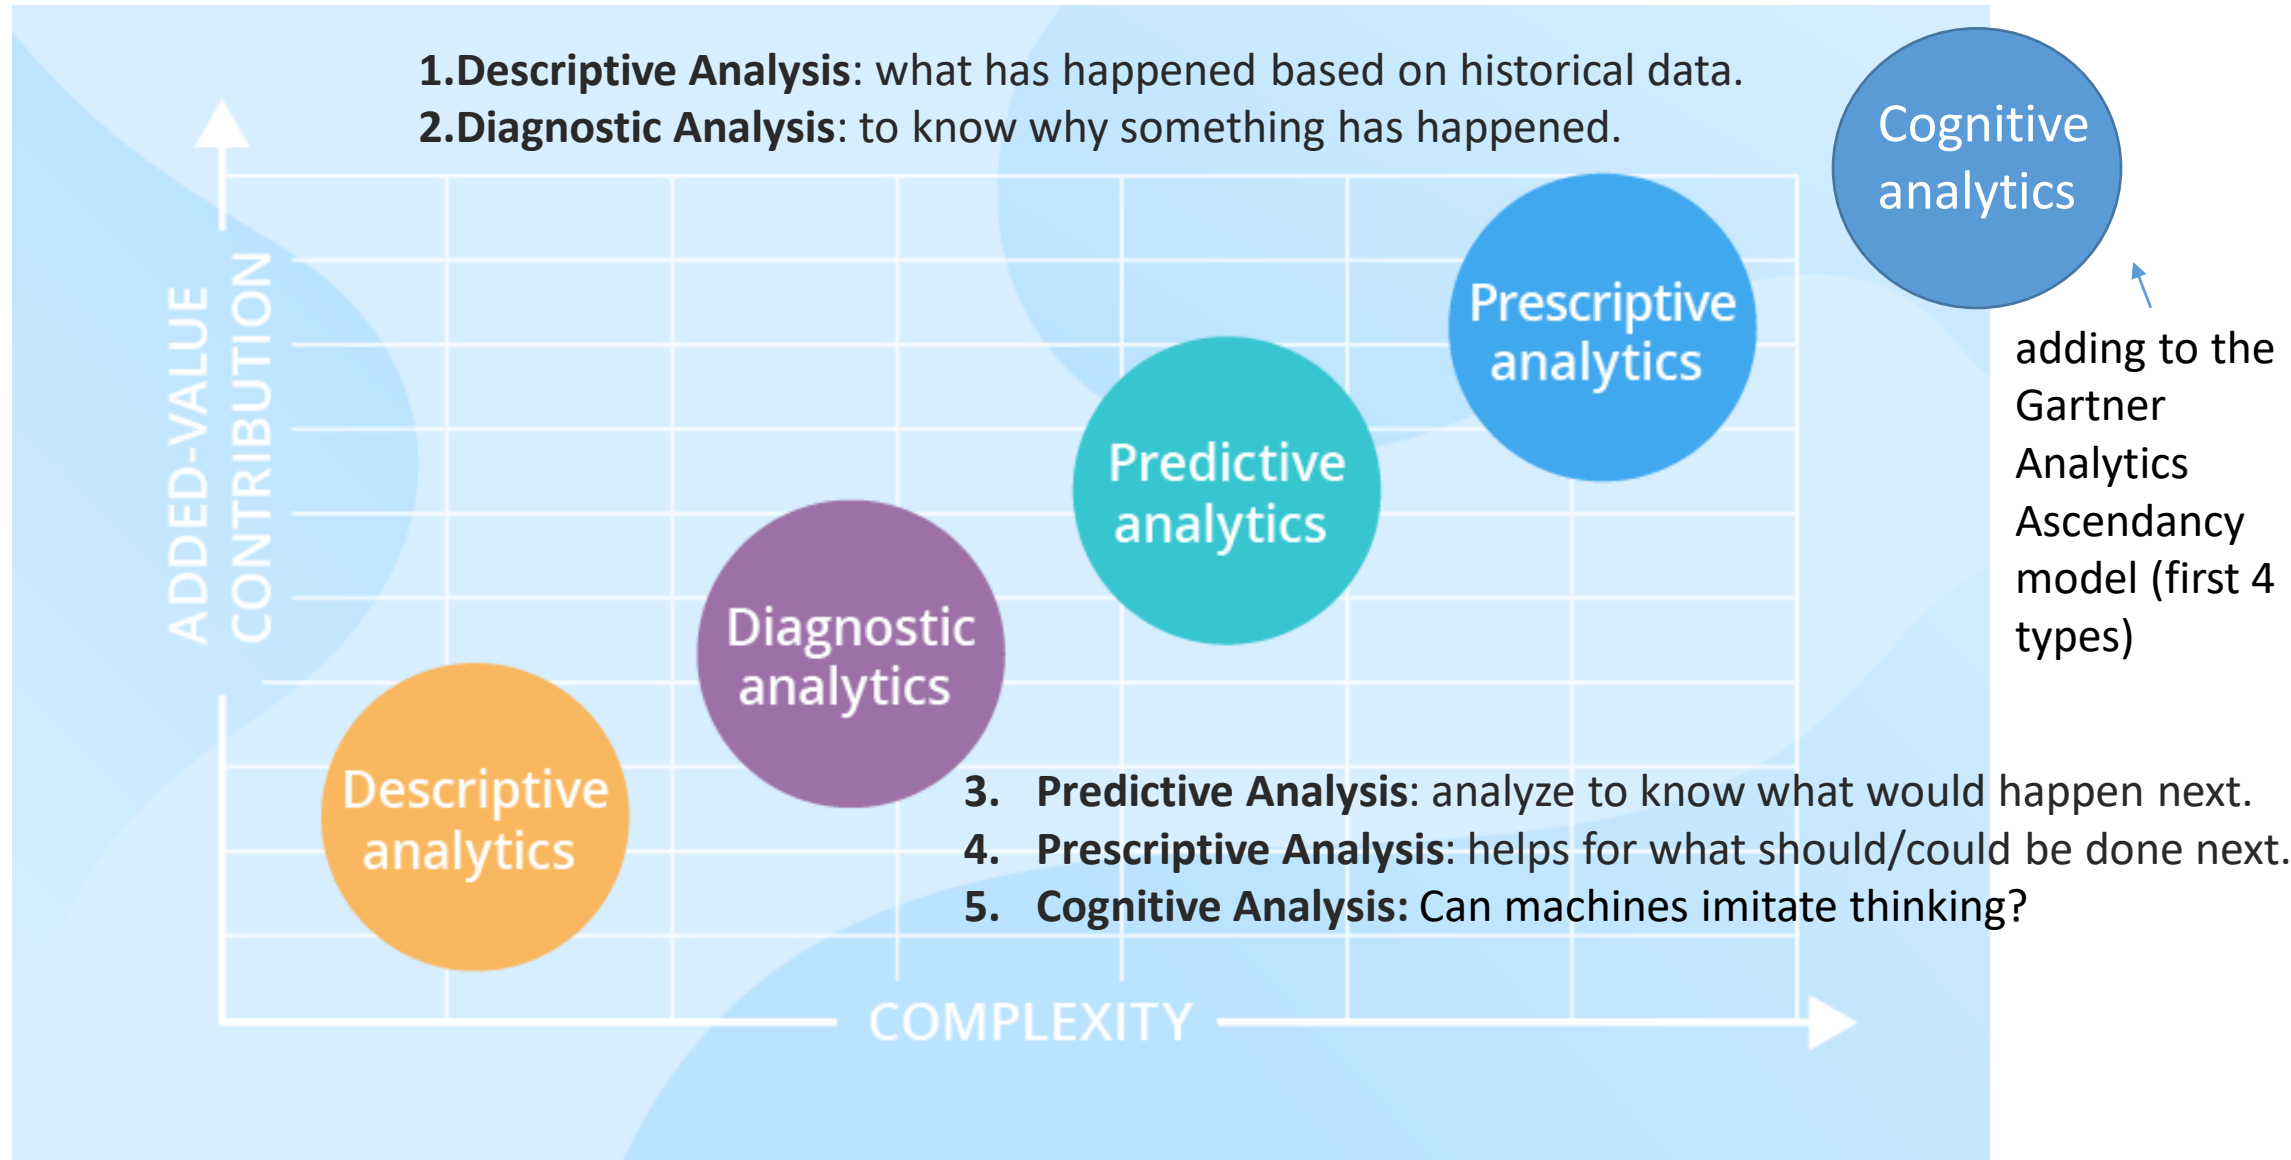 1.Descriptive Analysis: what has happened based on historical data.
2.Diagnostic Analysis: to know why something has happened.
Cognitive
analytics
adding to the
Gartner
Analytics
Ascendancy
model (first 4
types)
ADDED-VALUE
CONTRIBUTION
Prescriptive
analytics
Predictive
analytics
Diagnostic
analytics
Descriptive
analytics
3. Predictive Analysis: analyze to know what would happen next.
4. Prescriptive Analysis: helps for what should/could be done next.
5. Cognitive Analysis: Can machines imitate thinking?
COMPLEXITY